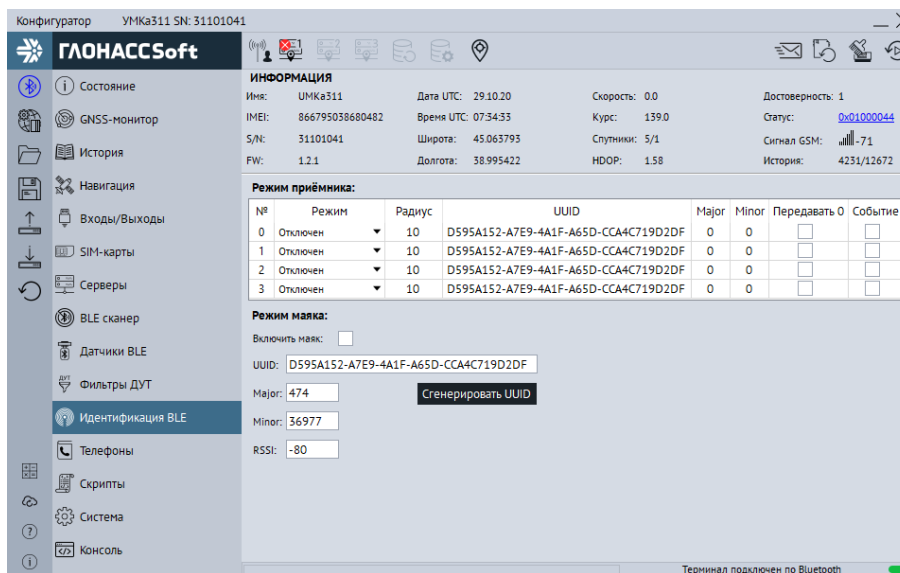 Конфигуратор УМКа311 SN: 31101041
ГЛОНАССSoft
Состояние
GNSS-монитор
История
Навигация
Входы/Выходы
SIM-карты
Серверы
BLE сканер
Датчики BLE
Фильтры ДУТ
Идентификация BLE
Телефоны
Скрипты
Система
Консоль
ИНФОРМАЦИЯ
Имя: UMKa311 Дата UTC: 29.10.20 Скорость: 0.0 Достоверность: 1
IMEI: 866795038680482 Время UTC: 07:34:33 Курс: 139.0 Статус: 0x01000044
S/N: 31101041 Широта: 45.063793 Спутники: 5/1 Сигнал GSM: -71
FW: 1.2.1 Долгота: 38.995422 HDOP: 1.58 История: 4231/12672
Режим приёмника:
№ Режим Радиус UUID Major Minor Передавать 0 Событие
0 Отключен 10 D595A152-A7E9-4A1F-A65D-CCA4C719D2DF 0 0
1 Отключен 10 D595A152-A7E9-4A1F-A65D-CCA4C719D2DF 0 0
2 Отключен 10 D595A152-A7E9-4A1F-A65D-CCA4C719D2DF 0 0
3 Отключен 10 D595A152-A7E9-4A1F-A65D-CCA4C719D2DF 0 0
Режим маяка:
Включить маяк:
UUID: D595A152-A7E9-4A1F-A65D-CCA4C719D2DF
Major: 474 Сгенерировать UUID
Minor: 36977
RSSI: -80
Терминал подключен по Bluetooth